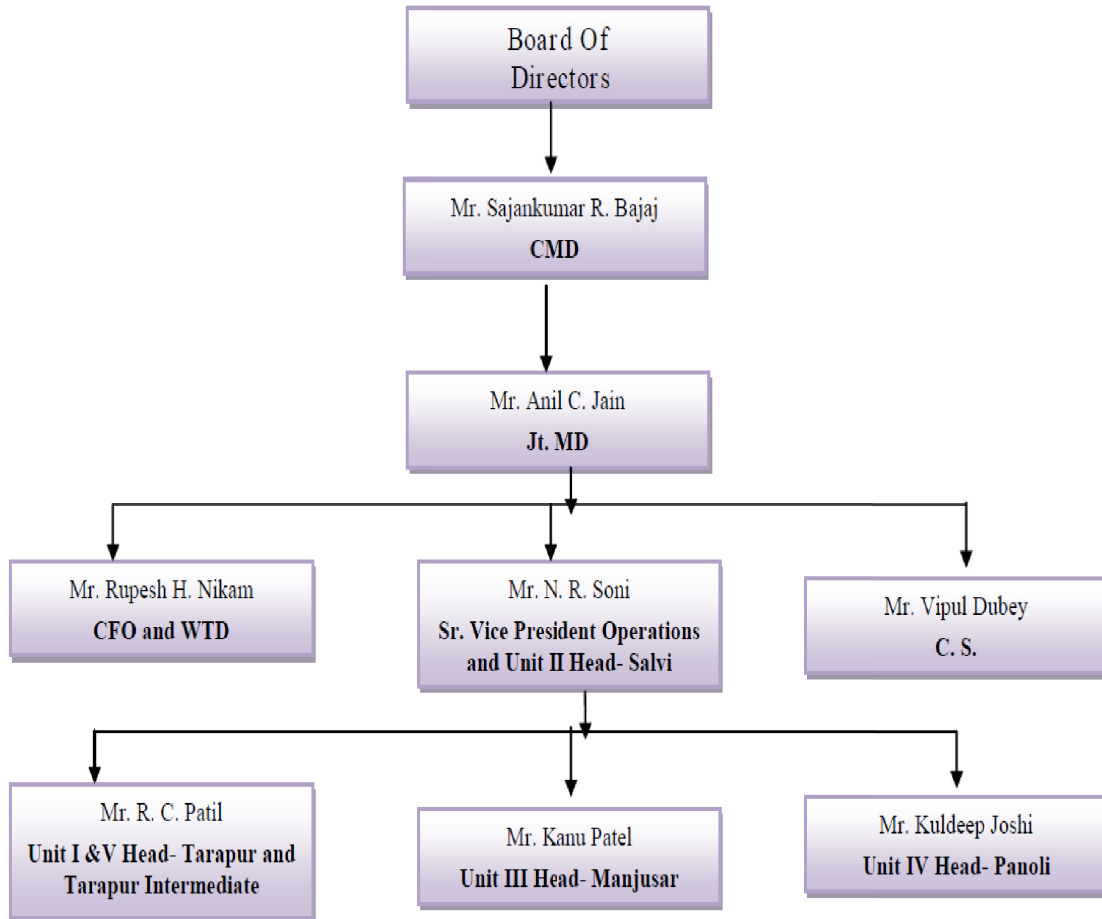 Board Of
Directors
Mr. Sajankumar R. Bajaj
CMD
Mr. Anil C. Jain
Jt. MD
Mr. Rupesh H. Nikam
CFO and WTD
Mr. N. R. Soni
Sr. Vice President Operations
and Unit II Head- Salvi
Mr. Vipul Dubey
C. S.
Mr. R. C. Patil
Unit I &V Head- Tarapur and
Tarapur Intermediate
Mr. Kanu Patel
Unit III Head- Manjusar
Mr. Kuldeep Joshi
Unit IV Head- Panoli